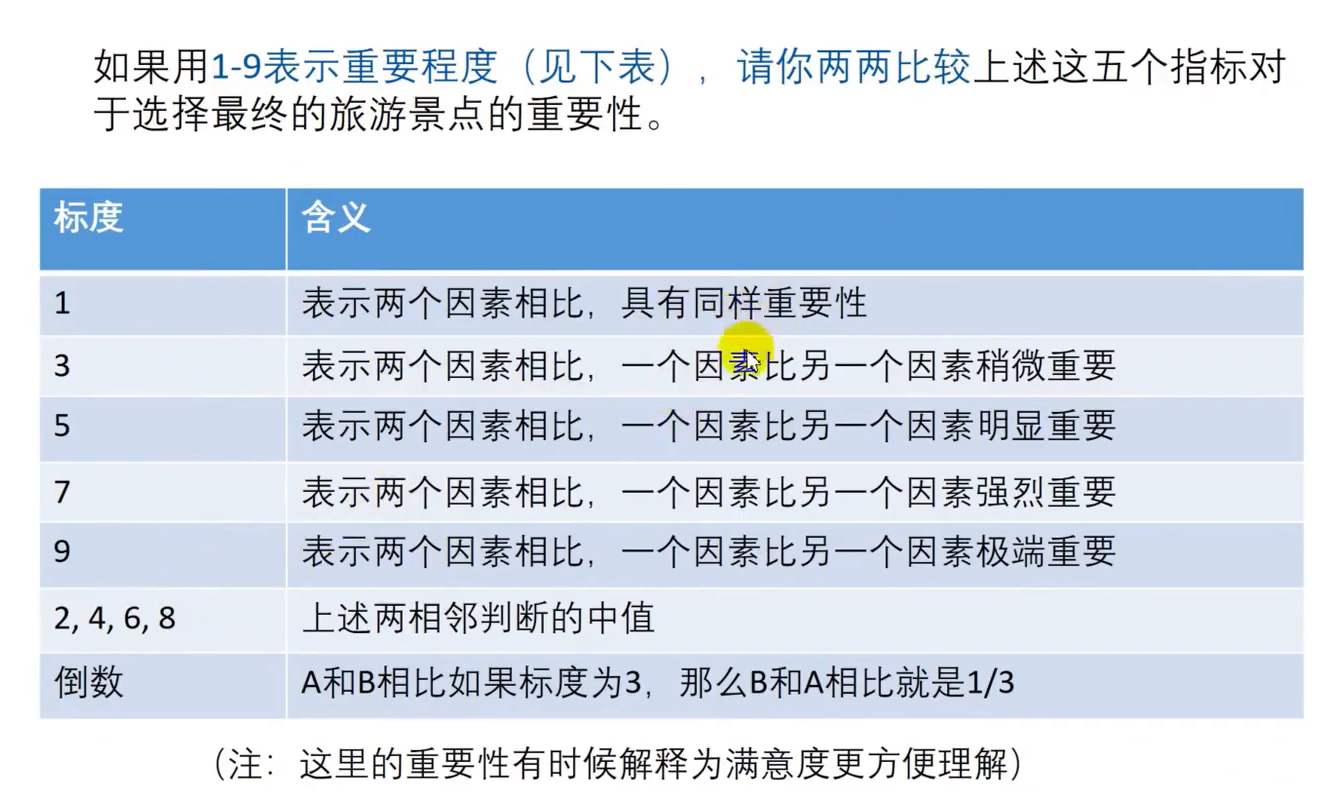 如果用1-9表示重要程度（见下表），请你两两比较上述这五个指标对
于选择最终的旅游景点的重要性。
标度 含义
1 表示两个因素相比，具有同样重要性
3 表示两个因素相比，一个因素比另一个因素稍微重要
5 表示两个因素相比，一个因素比另一个因素明显重要
7 表示两个因素相比，一个因素比另一个因素强烈重要
9 表示两个因素相比，一个因素比另一个因素极端重要
2, 4, 6, 8 上述两相邻判断的中值
倒数 A和B相比如果标度为3，那么B和A相比就是1/3
（注：这里的重要性有时候解释为满意度更方便理解）